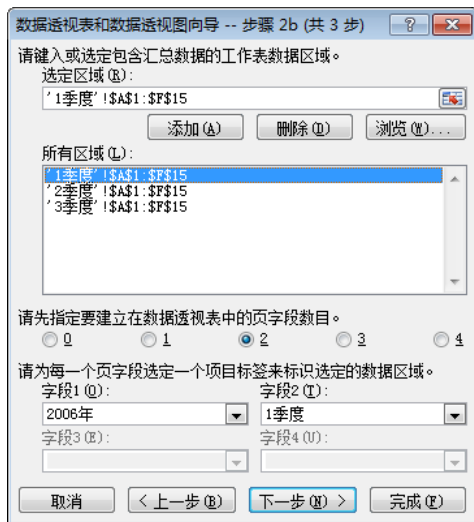 数据透视表和数据透视图向导 -- 步骤 2b (共 3 步)
请键入或选定包含汇总数据的工作表数据区域。
选定区域(R):
'1季度'!$A$1:$F$15
添加(A) 删除(D) 浏览(W)...
所有区域(L):
'1季度'!$A$1:$F$15
'2季度'!$A$1:$F$15
'3季度'!$A$1:$F$15
请先指定要建立在数据透视表中的页字段数目。
0 1 2 3 4
请为每一个页字段选定一个项目标签来标识选定的数据区域。
字段1(O): 字段2(T):
2006年 1季度
字段3(E): 字段4(U):
取消 < 上一步(B) 下一步(N) > 完成(F)